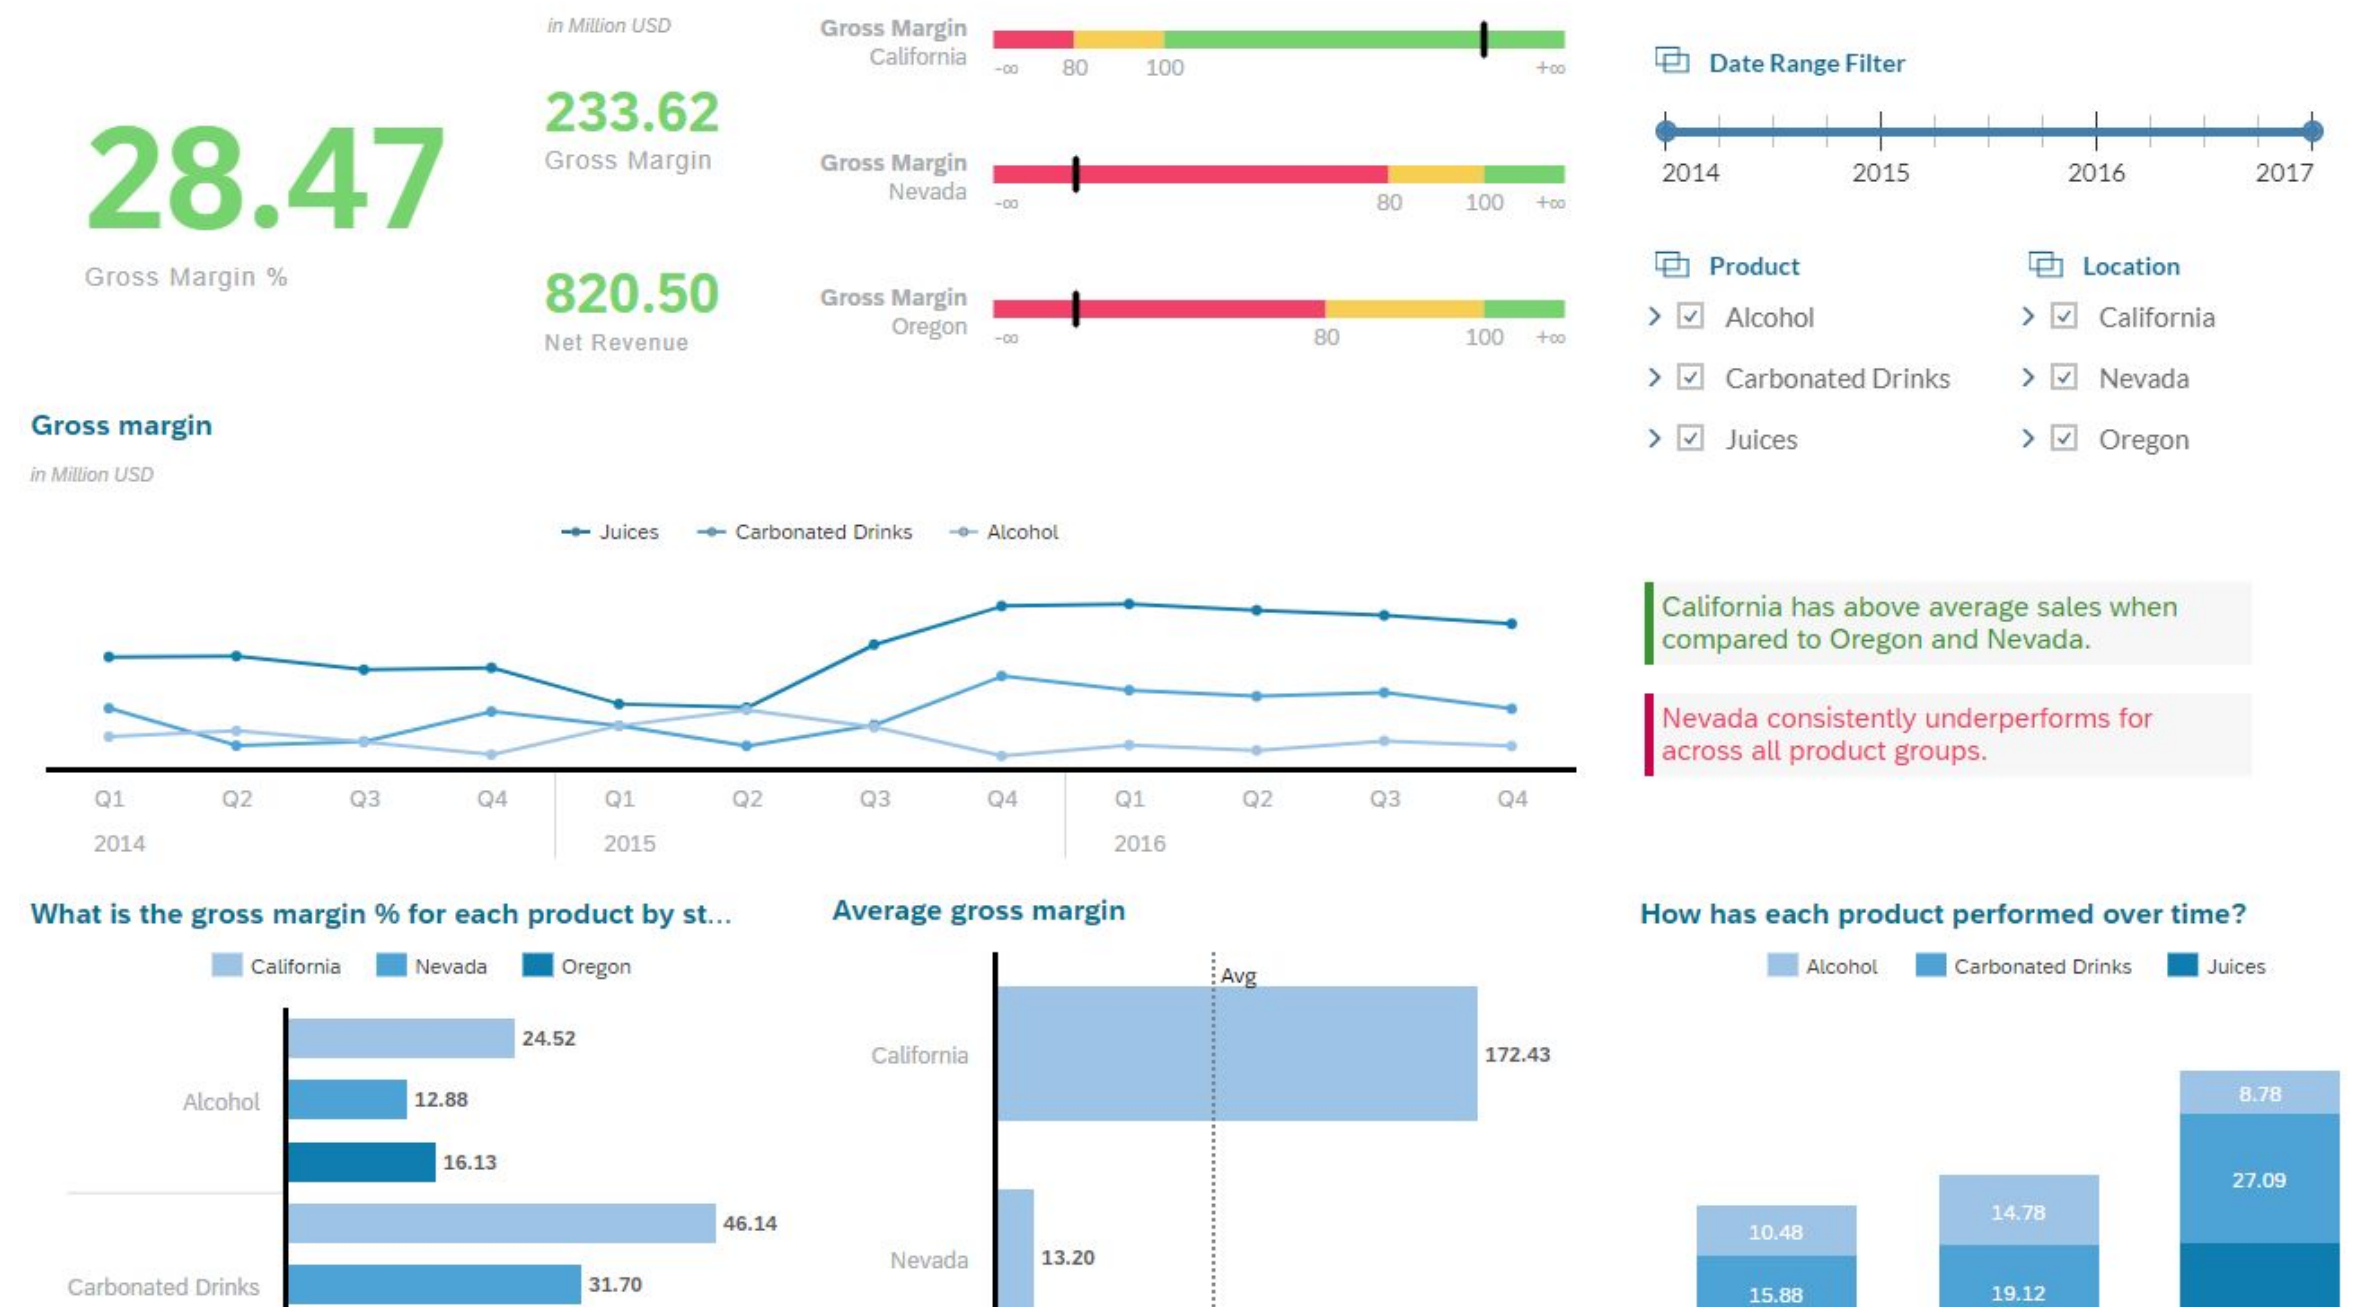 in Million USD
28.47
Gross Margin %
233.62
Gross Margin
820.50
Net Revenue
Gross Margin
California
-∞ 80 100 +∞
Gross Margin
Nevada
-∞ 80 100 +∞
Gross Margin
Oregon
-∞ 80 100 +∞
Date Range Filter
2014 2015 2016 2017
Product
Alcohol
Carbonated Drinks
Juices
Location
California
Nevada
Oregon
Gross margin
in Million USD
Juices Carbonated Drinks Alcohol
Q1 Q2 Q3 Q4 Q1 Q2 Q3 Q4 Q1 Q2 Q3 Q4
2014 2015 2016
California has above average sales when
compared to Oregon and Nevada.
Nevada consistently underperforms for
across all product groups.
What is the gross margin % for each product by st...
California Nevada Oregon
Alcohol
24.52
12.88
16.13
Carbonated Drinks
46.14
31.70
Average gross margin
Avg
California
172.43
Nevada
13.20
How has each product performed over time?
Alcohol Carbonated Drinks Juices
10.48
15.88
14.78
19.12
8.78
27.09